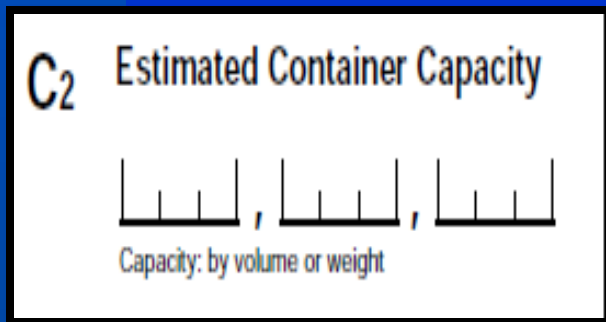 C2 Estimated Container Capacity
, ,
Capacity: by volume or weight